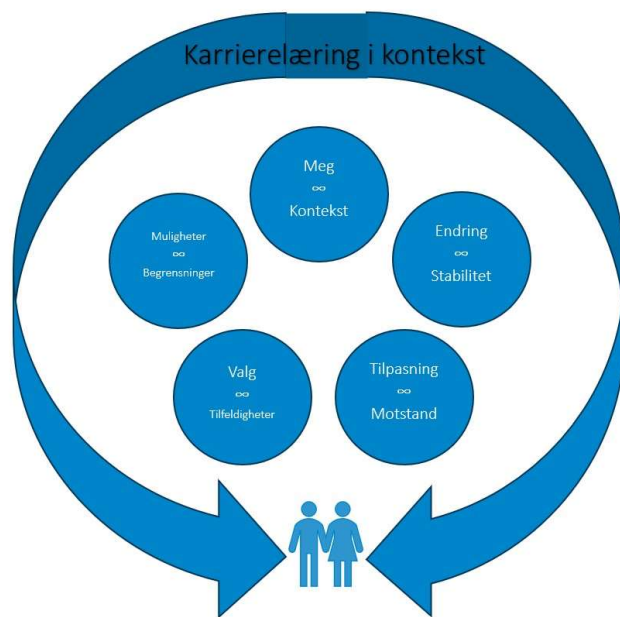 Karrierelæring i kontekst
Meg
∞
Kontekst
Muligheter
∞
Begrensninger
Endring
∞
Stabilitet
Valg
∞
Tilfeldigheter
Tilpasning
∞
Motstand